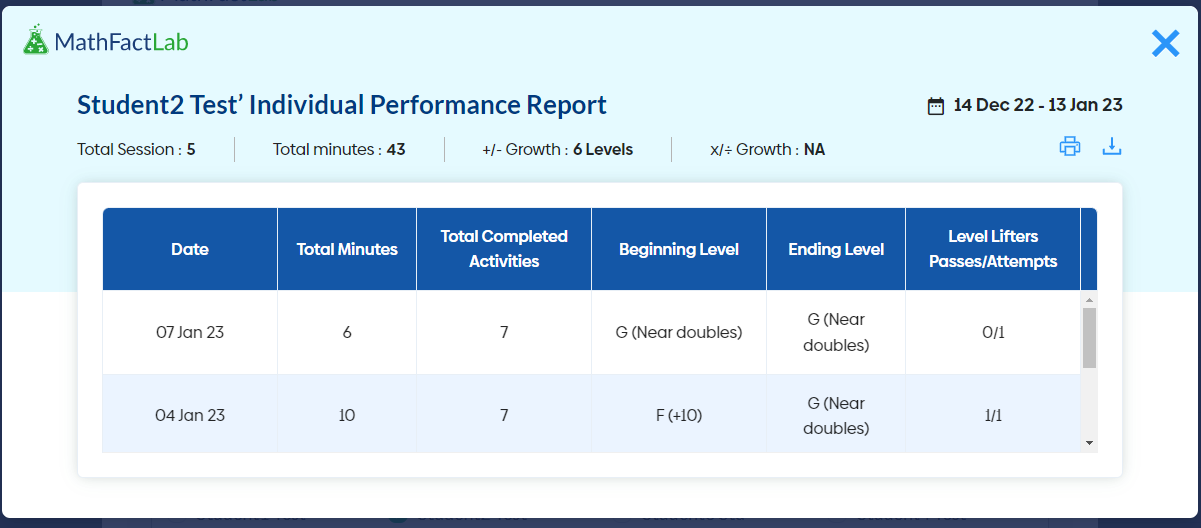 MathFactLab
Student2 Test’ Individual Performance Report
14 Dec 22 - 13 Jan 23
Total Session : 5
Total minutes : 43
+/- Growth : 6 Levels
x/÷ Growth : NA
Date
Total Minutes
Total Completed
Activities
Beginning Level
Ending Level
Level Lifters
Passes/Attempts
07 Jan 23
6
7
G (Near doubles)
G (Near
doubles)
0/1
04 Jan 23
10
7
F (+10)
G (Near
doubles)
1/1